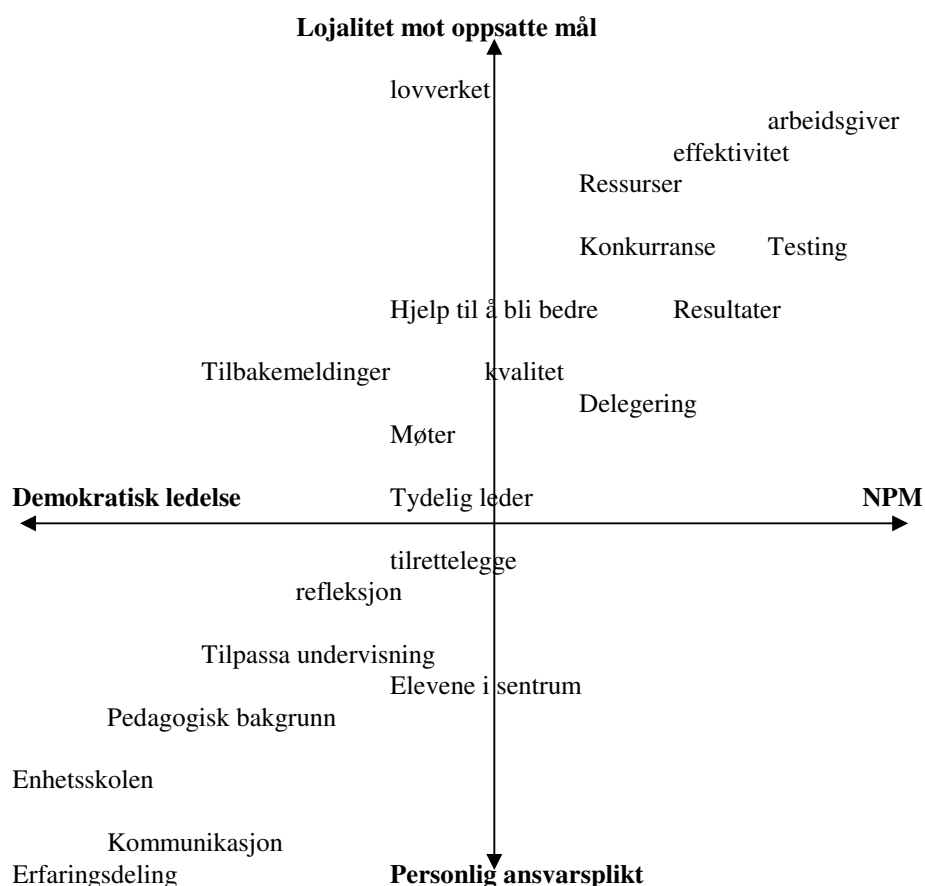 Lojalitet mot oppsatte mål
lovverket
arbeidsgiver
effektivitet
Ressurser
Konkurranse Testing
Hjelp til å bli bedre Resultater
Tilbakemeldinger kvalitet
Delegering
Møter
Demokratisk ledelse Tydelig leder NPM
tilrettelegge
refleksjon
Tilpassa undervisning
Elevene i sentrum
Pedagogisk bakgrunn
Enhetsskolen
Kommunikasjon
Erfaringsdeling Personlig ansvarsplikt